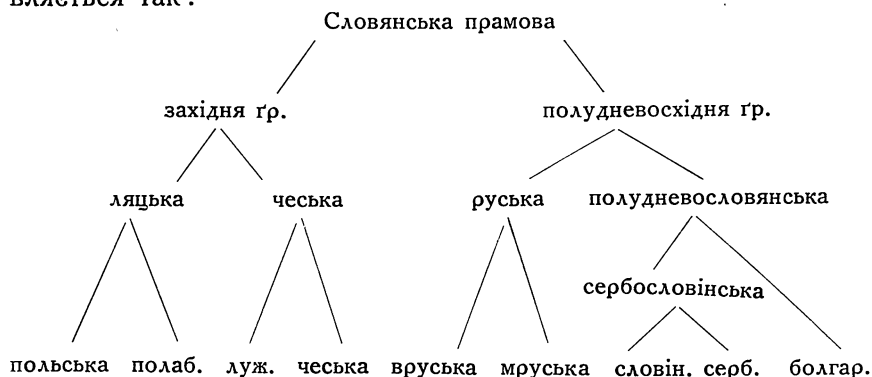 вляється так :
Словянська прамова
західня ґр. полудневосхідня ґр.
ляцька чеська руська полудневословянська
сербословінська
польська полаб. луж. чеська вруська мруська словін. серб. болгар.